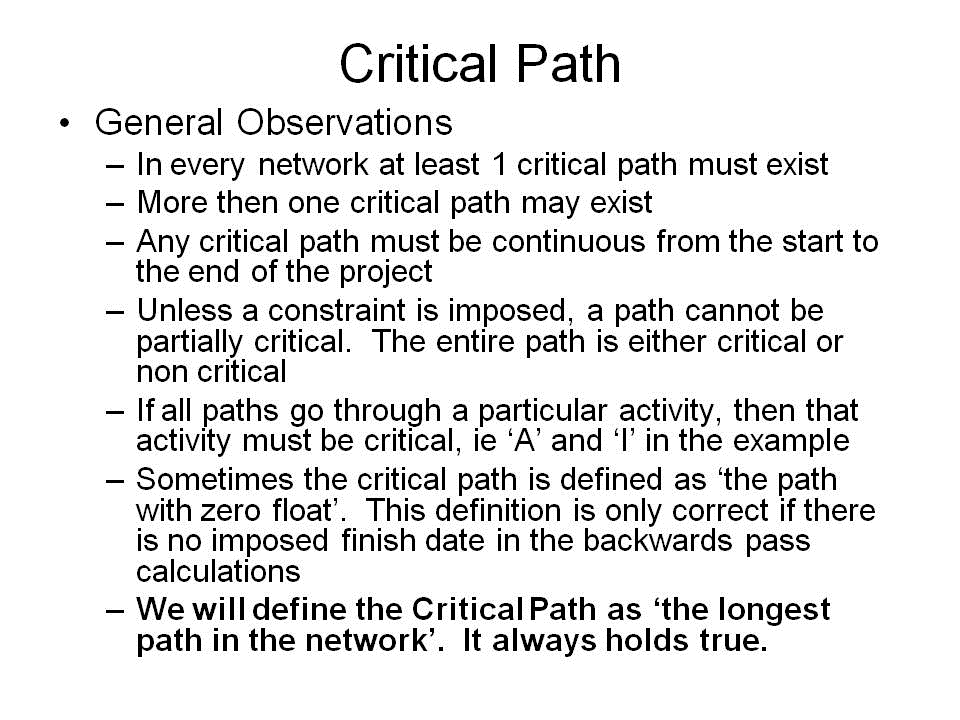 Critical Path
• General Observations
– In every network at least 1 critical path must exist
– More then one critical path may exist
– Any critical path must be continuous from the start to
the end of the project
– Unless a constraint is imposed, a path cannot be
partially critical.  The entire path is either critical or
non critical
– If all paths go through a particular activity, then that
activity must be critical, ie ‘A’ and ‘I’ in the example
– Sometimes the critical path is defined as ‘the path
with zero float’.  This definition is only correct if there
is no imposed finish date in the backwards pass
calculations
– We will define the Critical Path as ‘the longest
path in the network’.  It always holds true.